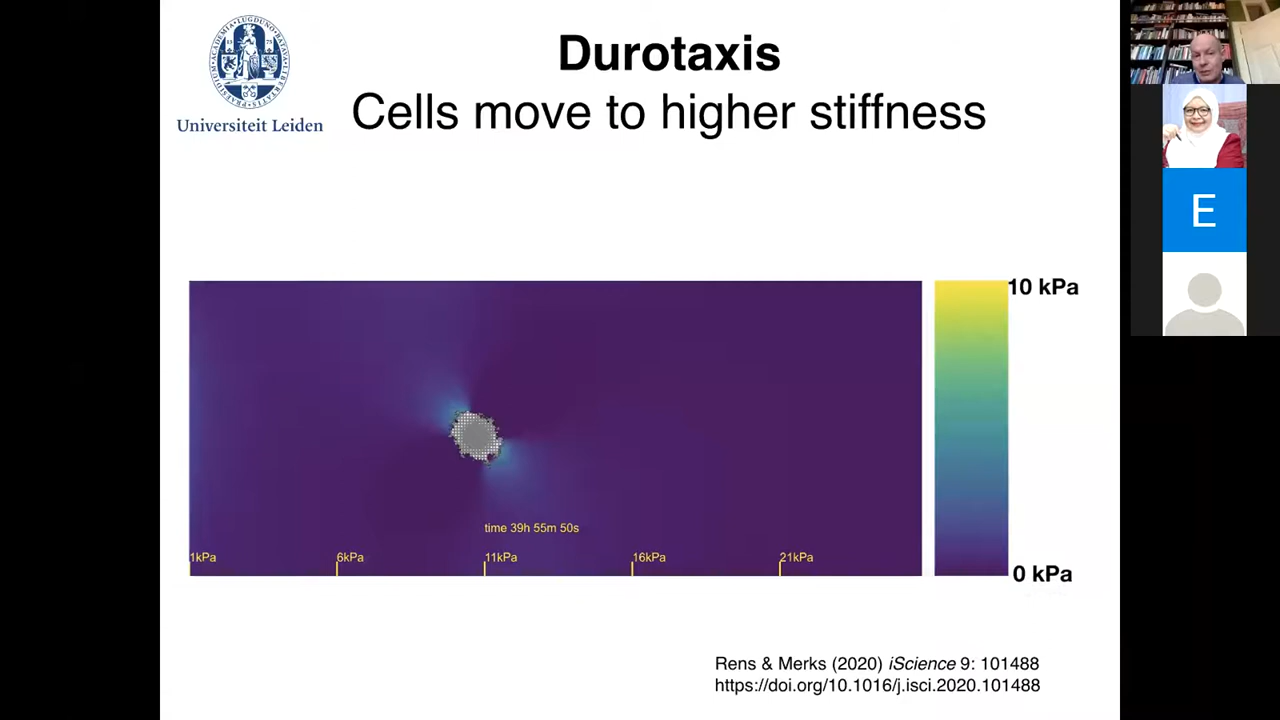 Durotaxis
Cells move to higher stiffness
Universiteit Leiden
E
10 kPa
time 39h 55m 50s
1kPa
6kPa
11kPa
16kPa
21kPa
0 kPa
Rens & Merks (2020) iScience 9: 101488
https://doi.org/10.1016/j.isci.2020.101488